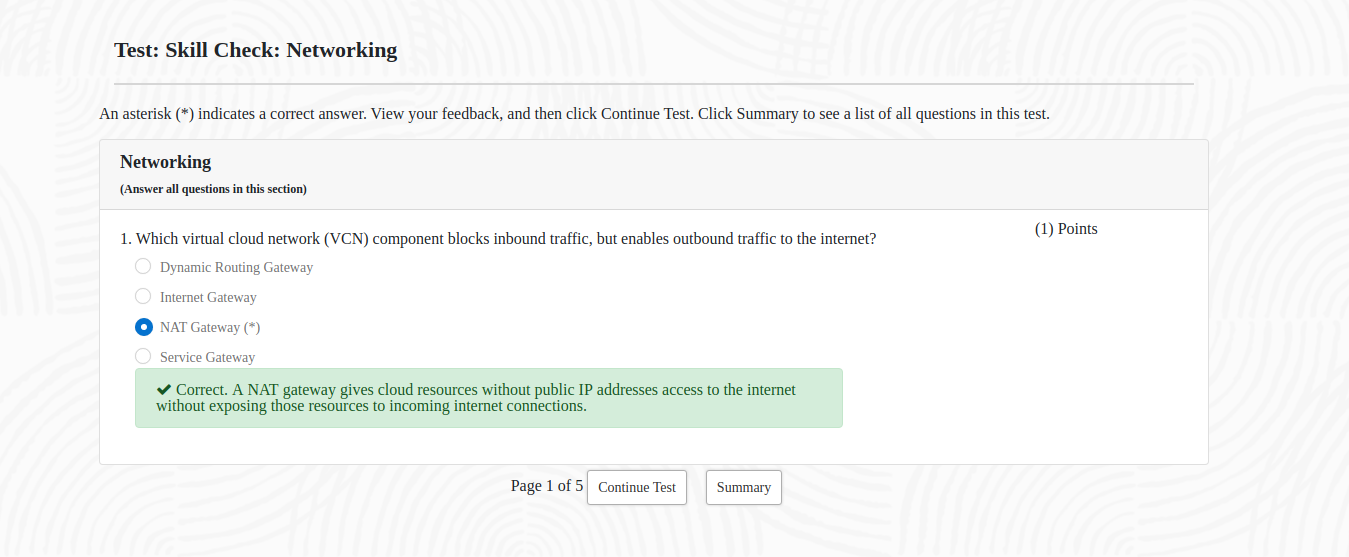 Test: Skill Check: Networking
An asterisk (*) indicates a correct answer. View your feedback, and then click Continue Test. Click Summary to see a list of all questions in this test.
Networking
(Answer all questions in this section)
1. Which virtual cloud network (VCN) component blocks inbound traffic, but enables outbound traffic to the internet?
(1) Points
Dynamic Routing Gateway
Internet Gateway
NAT Gateway (*)
Service Gateway
Correct. A NAT gateway gives cloud resources without public IP addresses access to the internet
without exposing those resources to incoming internet connections.
Page 1 of 5 Continue Test Summary